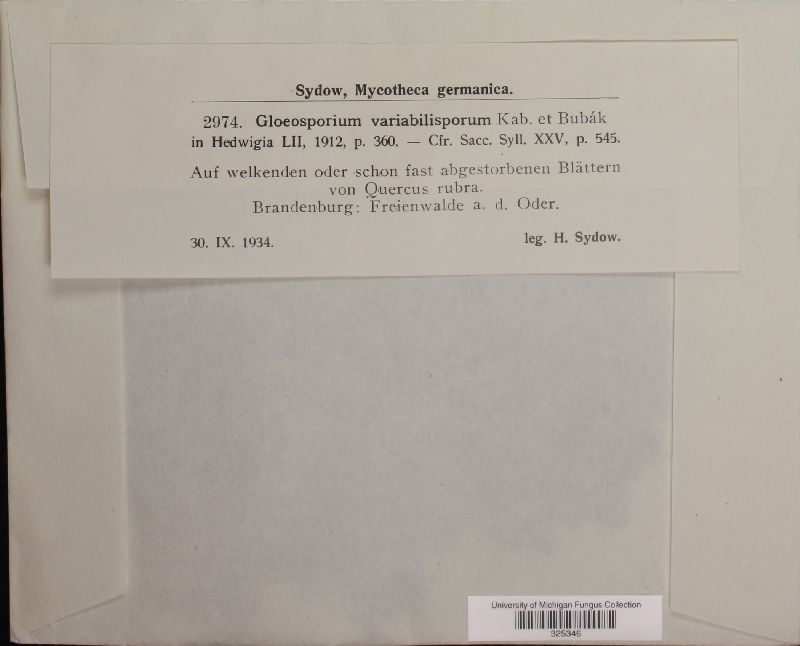 Sydow, Mycotheca germanica.
2974. Gloeosporium variabilisporum Kab. et Bubák
in Hedwigia LII, 1912, p. 360. — Cfr. Sacc. Syll. XXV, p. 545.
Auf welkenden oder schon fast abgestorbenen Blättern
von Quercus rubra.
Brandenburg: Freienwalde a. d. Oder.
30. IX. 1934. leg. H. Sydow.
University of Michigan Fungus Collection
325346